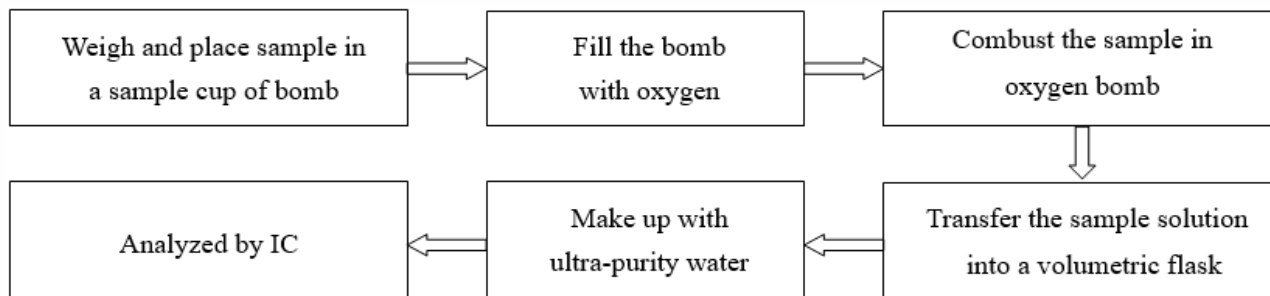 Weigh and place sample in
a sample cup of bomb
Fill the bomb
with oxygen
Combust the sample in
oxygen bomb
Transfer the sample solution
into a volumetric flask
Make up with
ultra-purity water
Analyzed by IC